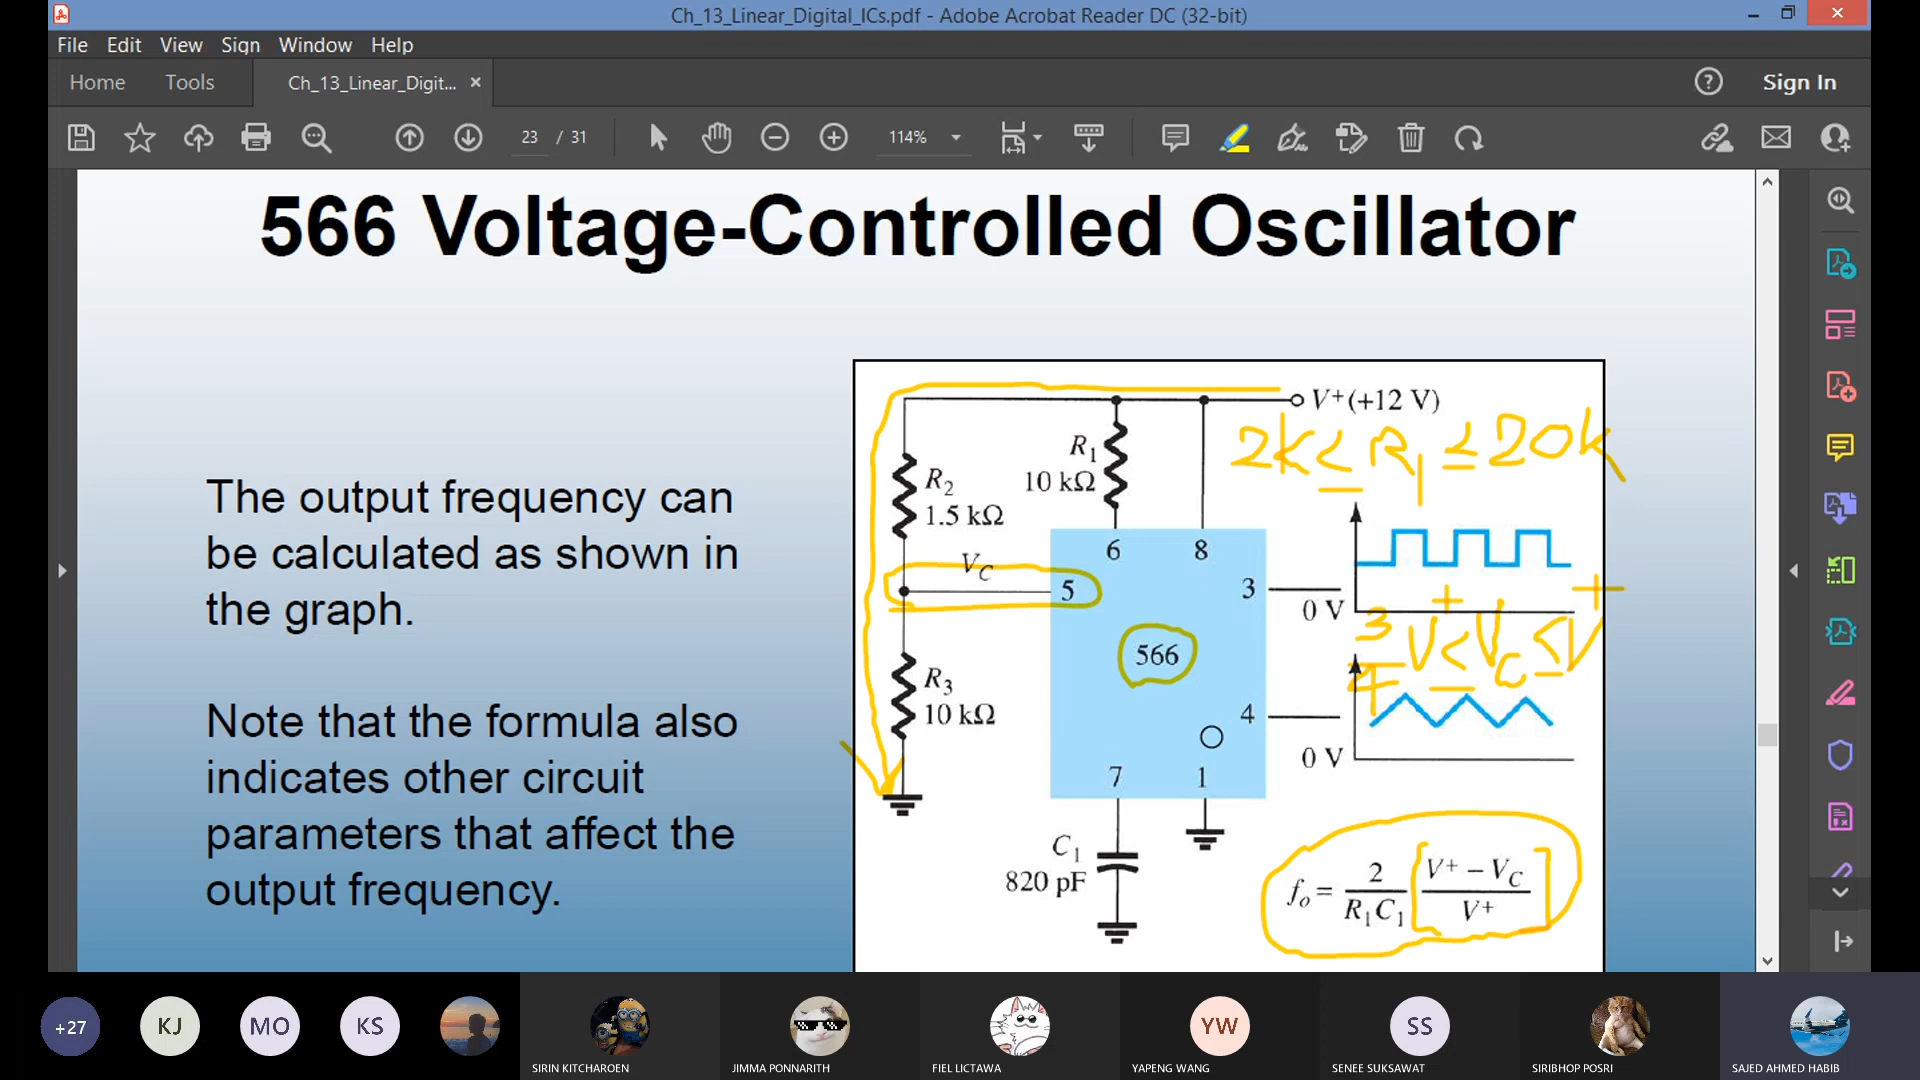 Ch_13_Linear_Digital_ICs.pdf - Adobe Acrobat Reader DC (32-bit)
File Edit View Sign Window Help
Home Tools Ch_13_Linear_Digit... × Sign In
23 / 31 114%
566 Voltage-Controlled Oscillator
The output frequency can
be calculated as shown in
the graph.
Note that the formula also
indicates other circuit
parameters that affect the
output frequency.
V⁺ (+12 V)
2K ≤ R₁ ≤ 20K
R₁
10 kΩ
R₂
1.5 kΩ
V_C
6 8
5
3
0 V
3/4 V⁺ ≤ V_C ≤ V⁺
566
R₃
10 kΩ
4
0 V
7 1
C₁
820 pF
fₒ = 2/(R₁C₁) [(V⁺ − V_C)/V⁺]
+27 KJ MO KS YW SS
SIRIN KITCHAROEN JIMMA PONNARITH FIEL LICTAWA YAPENG WANG SENEE SUKSAWAT SIRIBHOP POSRI SAJED AHMED HABIB